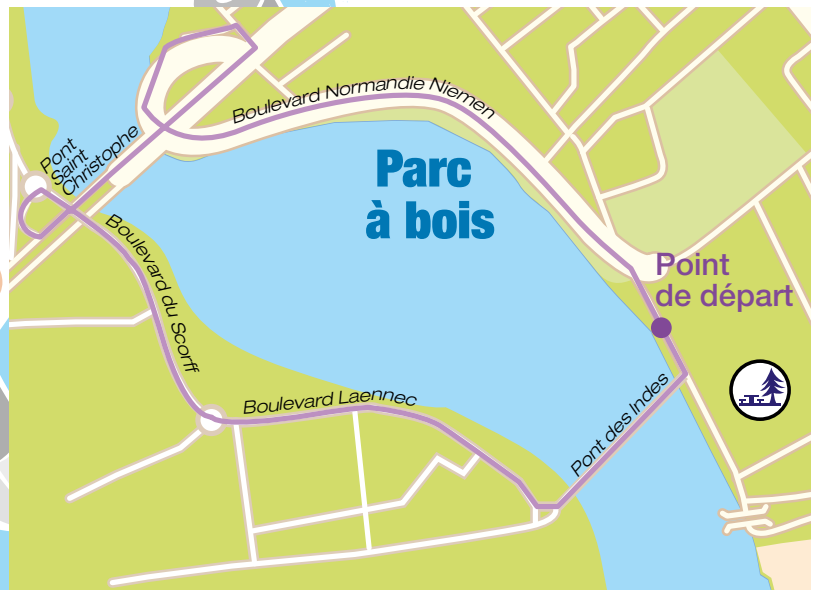 Boulevard Normandie Niemen
Pont
Saint
Christophe
Parc
à bois
Boulevard du Scorff
Point
de départ
Boulevard Laennec
Pont des Indes